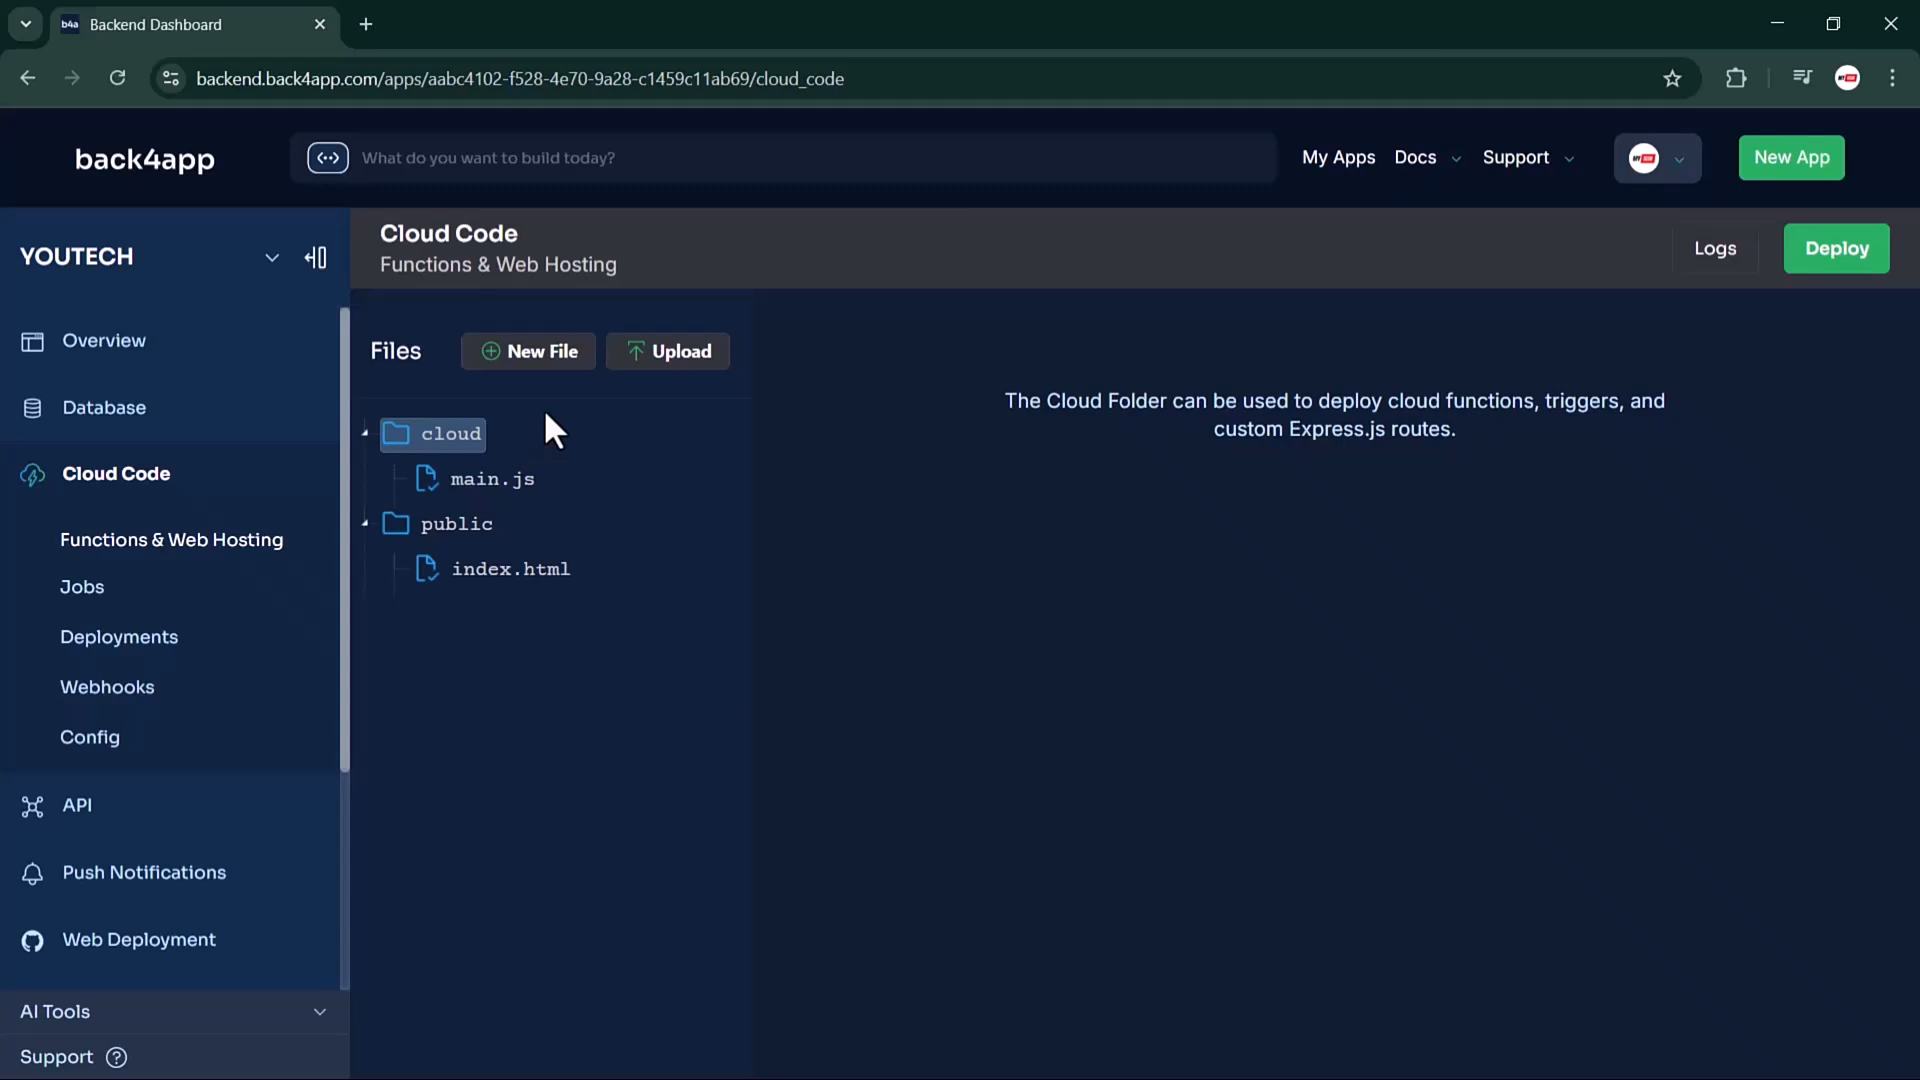 b4a
Backend Dashboard
backend.back4app.com/apps/aabc4102-f528-4e70-9a28-c1459c11ab69/cloud_code
back4app
What do you want to build today?
My Apps
Docs
Support
New App
YOUTECH
Cloud Code
Functions & Web Hosting
Logs
Deploy
Overview
Database
Cloud Code
Functions & Web Hosting
Jobs
Deployments
Webhooks
Config
API
Push Notifications
Web Deployment
AI Tools
Support
Files
New File
Upload
cloud
main.js
public
index.html
The Cloud Folder can be used to deploy cloud functions, triggers, and
custom Express.js routes.